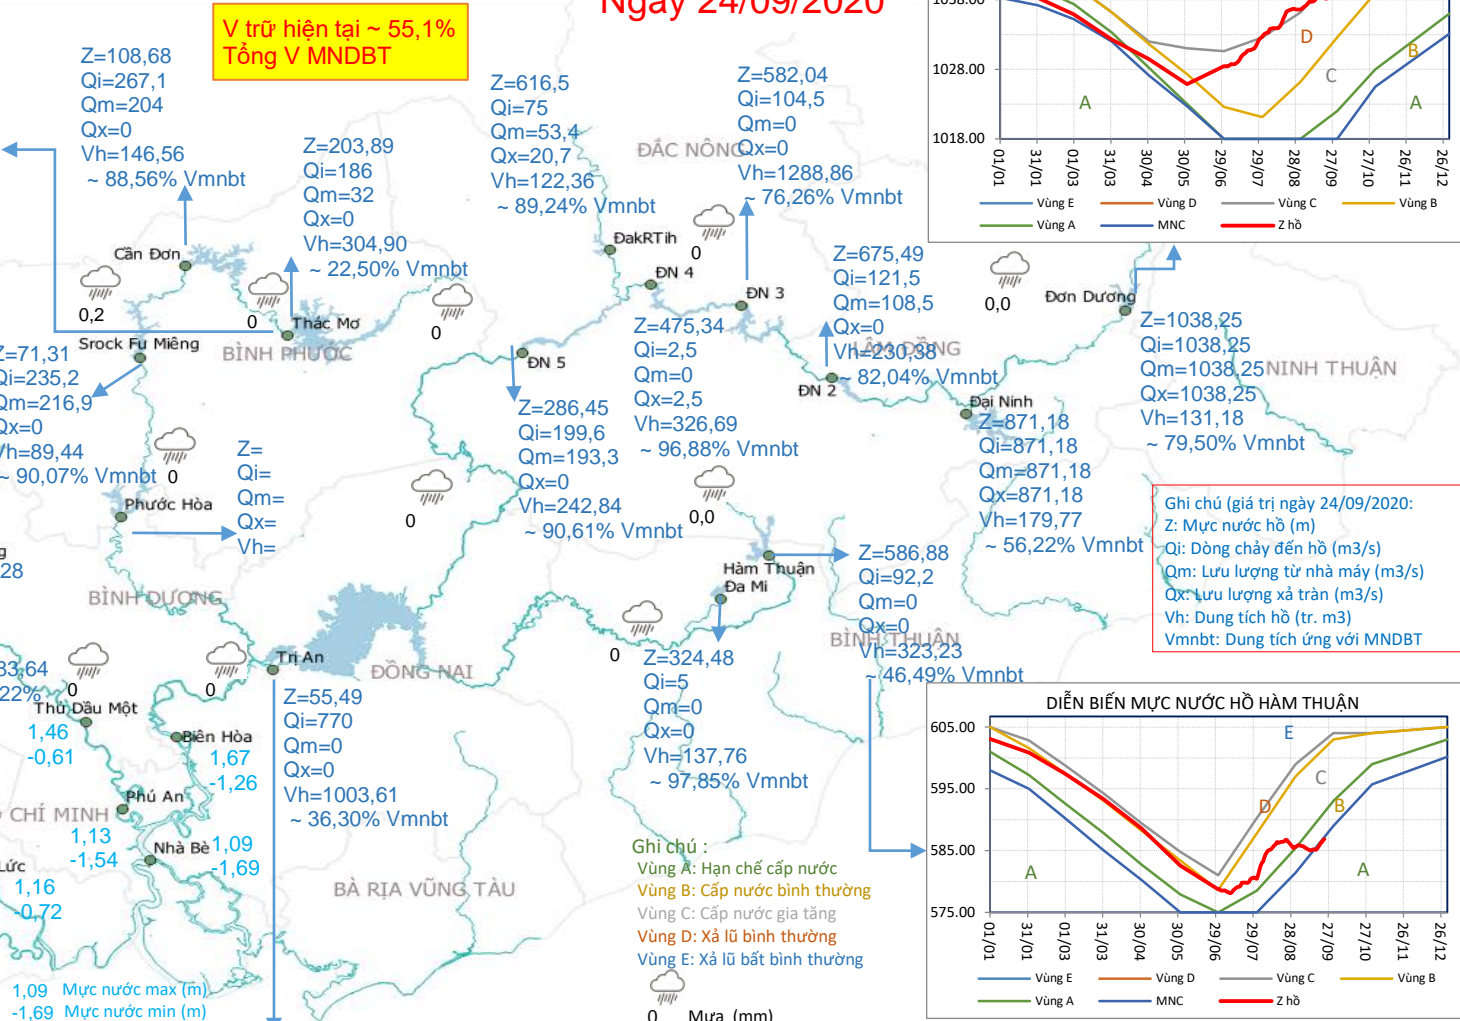 Ngày 24/09/2020
V trữ hiện tại ~ 55,1%
Tổng V MNDBT
Z=108,68
Qi=267,1
Qm=204
Qx=0
Vh=146,56
~ 88,56% Vmnbt
Z=203,89
Qi=186
Qm=32
Qx=0
Vh=304,90
~ 22,50% Vmnbt
Z=616,5
Qi=75
Qm=53,4
Qx=20,7
Vh=122,36
~ 89,24% Vmnbt
Z=582,04
Qi=104,5
Qm=0
Qx=0
Vh=1288,86
~ 76,26% Vmnbt
ĐẮC NÔNG
1038.00
1028.00
1018.00
A
D
C
B
A
01/01
31/01
01/03
31/03
30/04
30/05
29/06
29/07
28/08
27/09
27/10
26/11
26/12
Vùng E
Vùng D
Vùng C
Vùng B
Vùng A
MNC
Z hồ
Cần Đơn
0,2
Srock Fu Miêng
0
Thác Mơ
BÌNH PHƯỚC
0
ĐakRTih
ĐN 4
0
ĐN 3
Z=675,49
Qi=121,5
Qm=108,5
Qx=0
Vh=230,38
~ 82,04% Vmnbt
LÂM ĐỒNG
0,0
Đơn Dương
Z=1038,25
Qi=1038,25
Qm=1038,25
Qx=1038,25
Vh=131,18
~ 79,50% Vmnbt
NINH THUẬN
Z=71,31
Qi=235,2
Qm=216,9
Qx=0
Vh=89,44
~ 90,07% Vmnbt
0
Z=
Qi=
Qm=
Qx=
Vh=
Phước Hòa
ĐN 5
Z=286,45
Qi=199,6
Qm=193,3
Qx=0
Vh=242,84
~ 90,61% Vmnbt
Z=475,34
Qi=2,5
Qm=0
Qx=2,5
Vh=326,69
~ 96,88% Vmnbt
ĐN 2
Đại Ninh
Z=871,18
Qi=871,18
Qm=871,18
Qx=871,18
Vh=179,77
~ 56,22% Vmnbt
0
0,0
Ghi chú (giá trị ngày 24/09/2020:
Z: Mực nước hồ (m)
Qi: Dòng chảy đến hồ (m3/s)
Qm: Lưu lượng từ nhà máy (m3/s)
Qx: Lưu lượng xả tràn (m3/s)
Vh: Dung tích hồ (tr. m3)
Vmnbt: Dung tích ứng với MNDBT
g
28
BÌNH DƯƠNG
Hàm Thuận
Đa Mi
Z=586,88
Qi=92,2
Qm=0
Qx=0
Vh=323,23
~ 46,49% Vmnbt
BÌNH THUẬN
0
Z=324,48
Qi=5
Qm=0
Qx=0
Vh=137,76
~ 97,85% Vmnbt
83,64
22%
0
0
Trị An
ĐỒNG NAI
Z=55,49
Qi=770
Qm=0
Qx=0
Vh=1003,61
~ 36,30% Vmnbt
Thủ Dầu Một
1,46
-0,61
Biên Hòa
1,67
-1,26
Phú An
CHÍ MINH
1,13
-1,54
Nhà Bè
1,09
-1,69
Lức
1,16
-0,72
BÀ RỊA VŨNG TÀU
1,09 Mực nước max (m)
-1,69 Mực nước min (m)
Ghi chú :
Vùng A: Hạn chế cấp nước
Vùng B: Cấp nước bình thường
Vùng C: Cấp nước gia tăng
Vùng D: Xả lũ bình thường
Vùng E: Xả lũ bất bình thường
0 Mưa (mm)
DIỄN BIẾN MỰC NƯỚC HỒ HÀM THUẬN
605.00
595.00
585.00
575.00
E
C
D
B
A
A
01/01
31/01
01/03
31/03
30/04
30/05
29/06
29/07
28/08
27/09
27/10
26/11
26/12
Vùng E
Vùng D
Vùng C
Vùng B
Vùng A
MNC
Z hồ